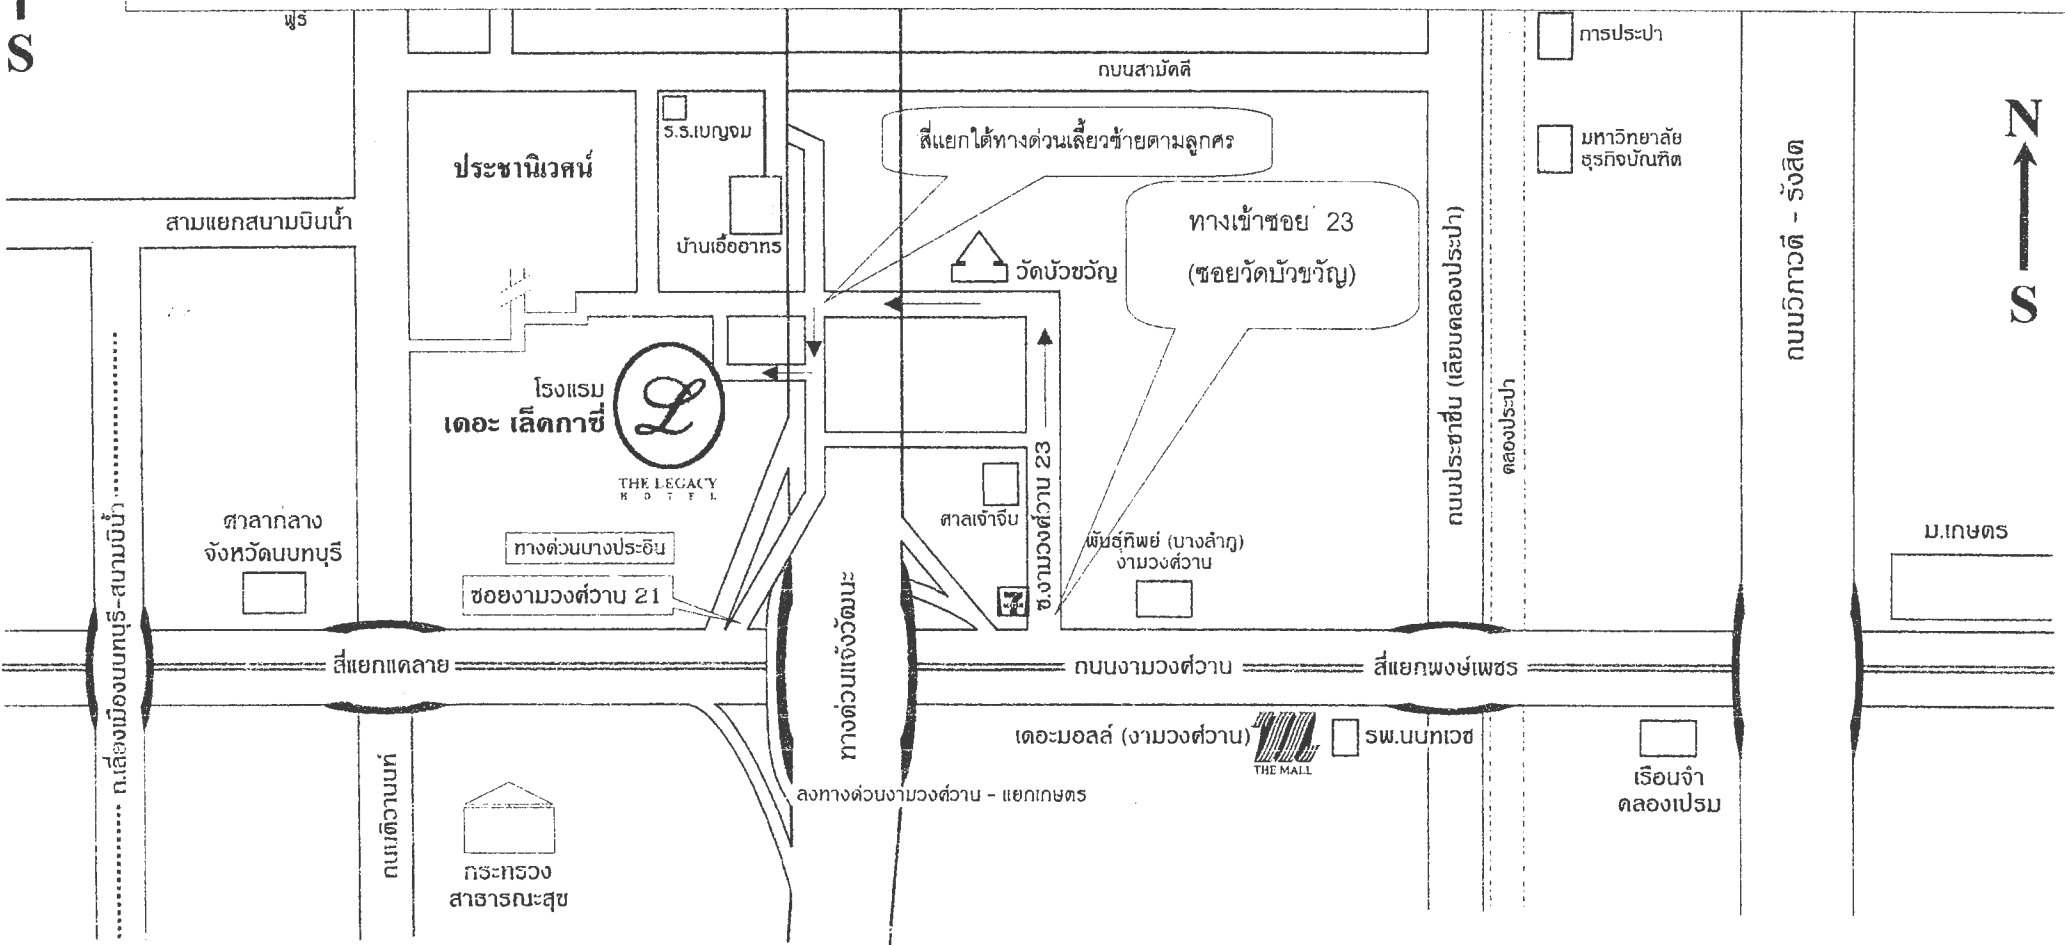 S
ถนนสามัคคี
การประปา
ร.ร.เบญจม
สี่แยกใต้ทางด่วนเลี้ยวซ้ายตามลูกศร
N
S
มหาวิทยาลัย
ธุรกิจบัณฑิต
ประชานิเวศน์
สามแยกสนามบินน้ำ
บ้านเอื้ออาทร
วัดบัวขวัญ
ทางเข้าซอย 23
(ซอยวัดบัวขวัญ)
ถนนประชาชื่น (เลียบคลองประปา)
คลองประปา
ถนนวิภาวดี - รังสิต
โรงแรม
เดอะ เล็คกาซี่
L
THE LEGACY
HOTEL
ศาลากลาง
จังหวัดนนทบุรี
ถ.เลี่ยงเมืองนนทบุรี-สนามบินน้ำ
ทางด่วนบางปะอิน
ซอยงามวงศ์วาน 21
ศาลเจ้าจีน
ซ.งามวงศ์วาน 23
7
พันธุ์ทิพย์ (บางลำภู)
งามวงศ์วาน
ม.เกษตร
สี่แยกแคลาย
ทางด่วนแจ้งวัฒนะ
ถนนงามวงศ์วาน
สี่แยกพงษ์เพชร
เดอะมอลล์ (งามวงศ์วาน)
THE MALL
รพ.นนทเวช
เรือนจำ
คลองเปรม
ลงทางด่วนงามวงศ์วาน - แยกเกษตร
ถนนติวานนท์
กระทรวง
สาธารณะสุข